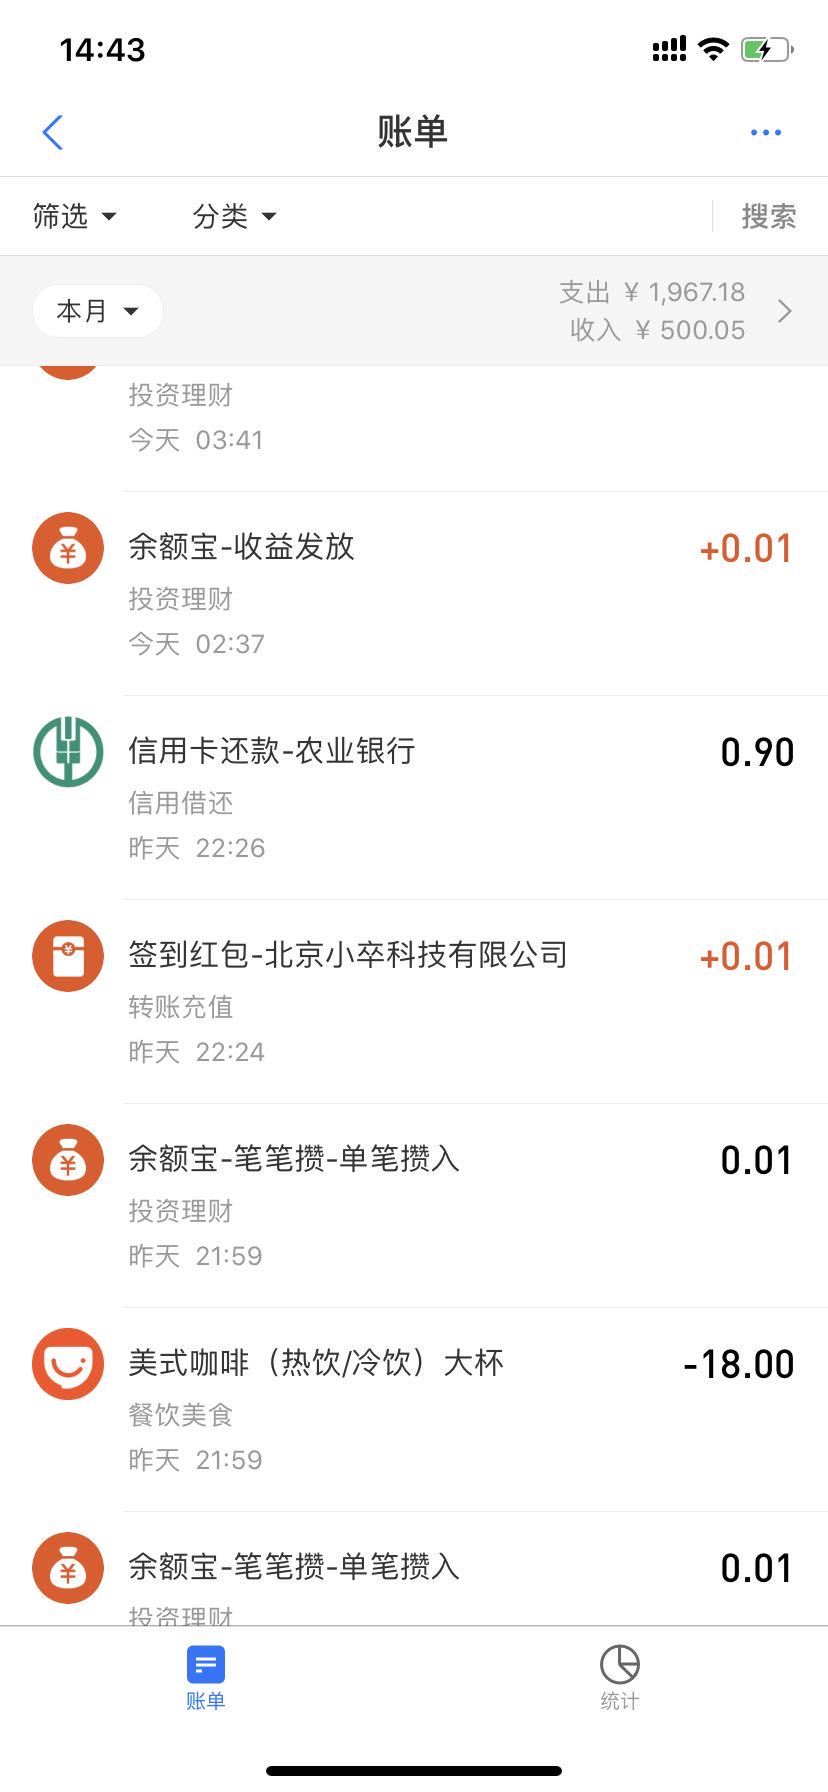 14:43
账单
筛选
分类
搜索
本月
支出 ¥ 1,967.18
收入 ¥ 500.05
投资理财
今天 03:41
余额宝-收益发放
+0.01
投资理财
今天 02:37
信用卡还款-农业银行
0.90
信用借还
昨天 22:26
签到红包-北京小卒科技有限公司
+0.01
转账充值
昨天 22:24
余额宝-笔笔攒-单笔攒入
0.01
投资理财
昨天 21:59
美式咖啡（热饮/冷饮）大杯
-18.00
餐饮美食
昨天 21:59
余额宝-笔笔攒-单笔攒入
0.01
投资理财
账单
统计